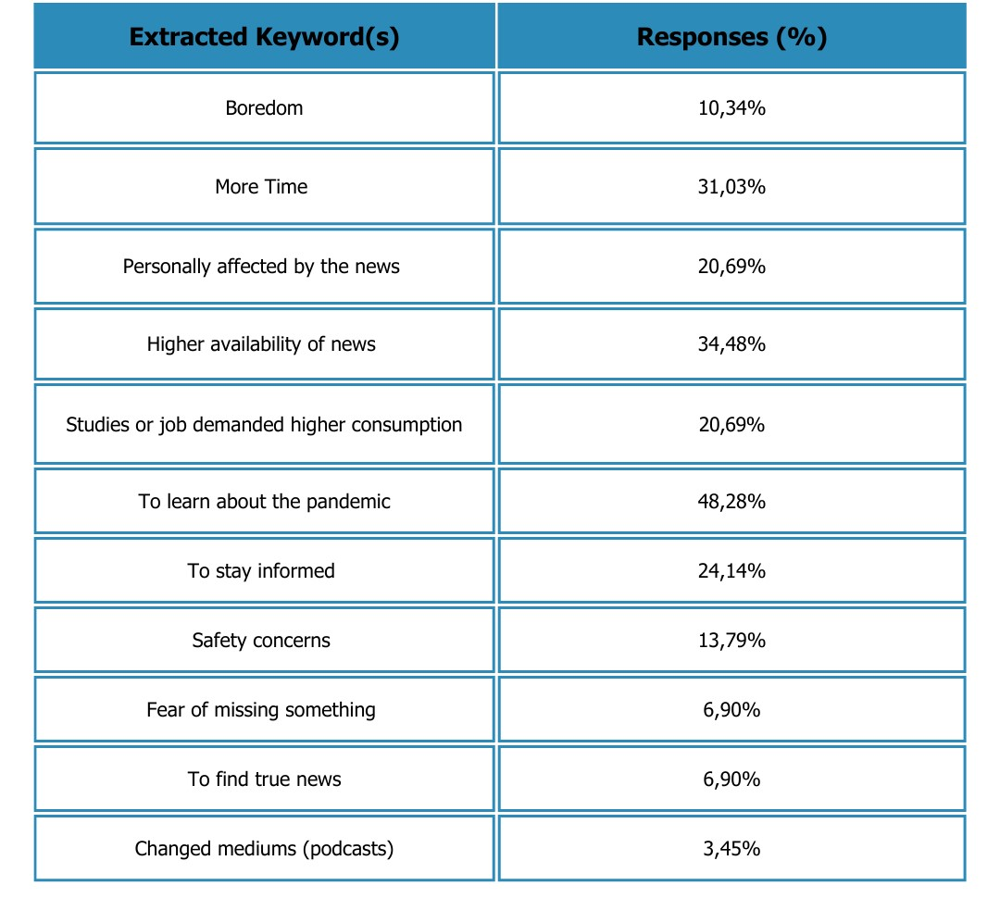 Extracted Keyword(s) Responses (%)
Boredom 10,34%
More Time 31,03%
Personally affected by the news 20,69%
Higher availability of news 34,48%
Studies or job demanded higher consumption 20,69%
To learn about the pandemic 48,28%
To stay informed 24,14%
Safety concerns 13,79%
Fear of missing something 6,90%
To find true news 6,90%
Changed mediums (podcasts) 3,45%